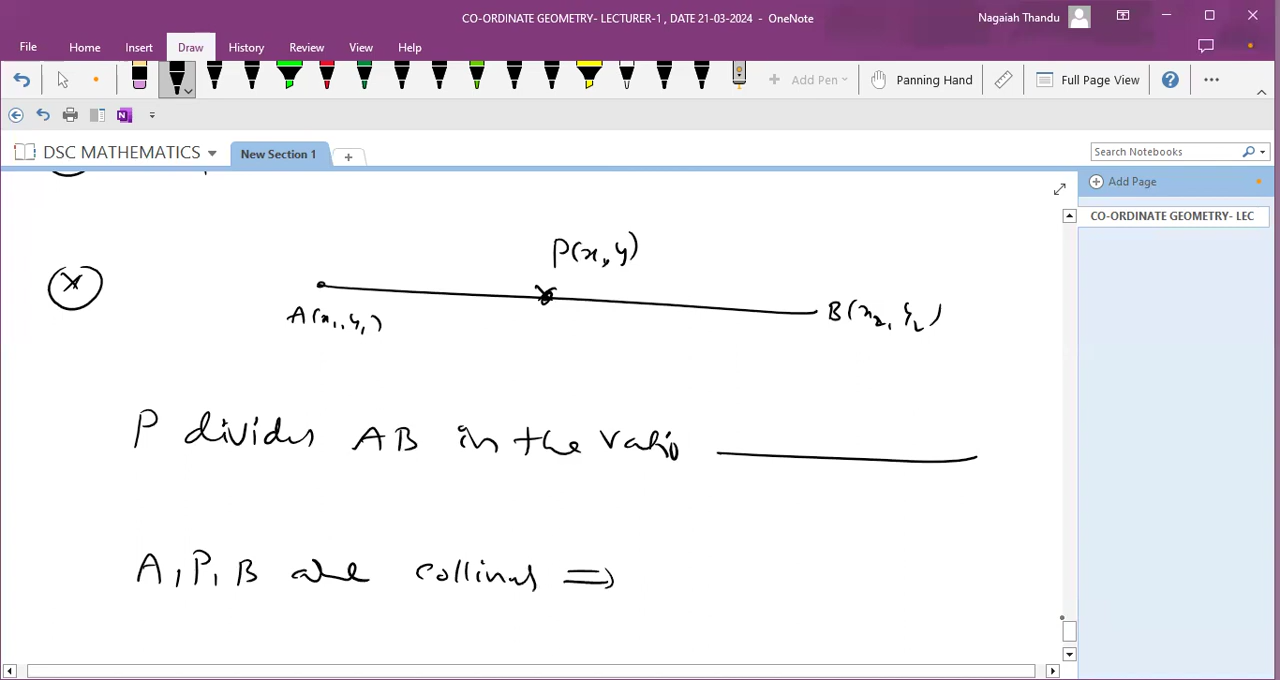 CO-ORDINATE GEOMETRY- LECTURER-1 , DATE 21-03-2024 - OneNote
Nagaiah Thandu
File Home Insert Draw History Review View Help
Add Pen
Panning Hand
Full Page View
DSC MATHEMATICS
New Section 1
Search Notebooks
Add Page
CO-ORDINATE GEOMETRY- LEC
P(x, y)
A(x₁, y₁)
B(x₂, y₂)
P divides AB in the ratio
A, P, B are collinus ⇒